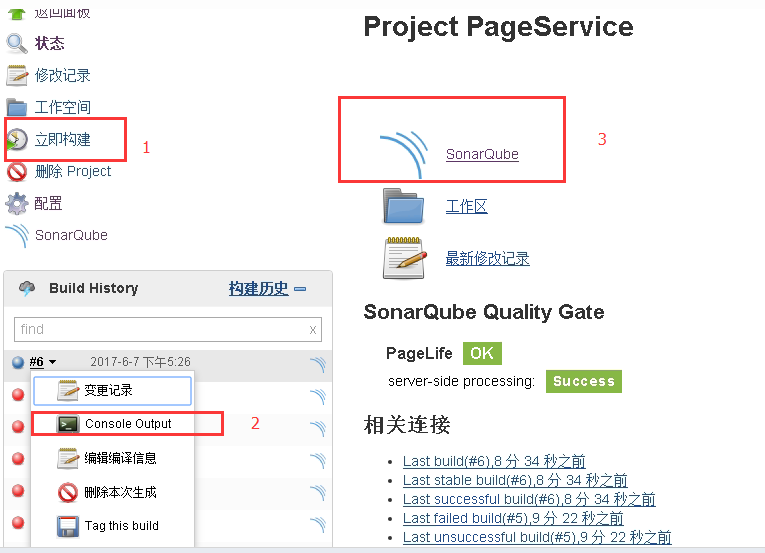 返回面板
状态
修改记录
工作空间
立即构建
1
删除 Project
配置
SonarQube
Build History
构建历史
find
x
#6
2017-6-7 下午5:26
变更记录
Console Output
2
编辑编译信息
删除本次生成
Tag this build
Project PageService
SonarQube
3
工作区
最新修改记录
SonarQube Quality Gate
PageLife OK
server-side processing: Success
相关连接
Last build(#6),8 分 34 秒之前
Last stable build(#6),8 分 34 秒之前
Last successful build(#6),8 分 34 秒之前
Last failed build(#5),9 分 22 秒之前
Last unsuccessful build(#5),9 分 22 秒之前